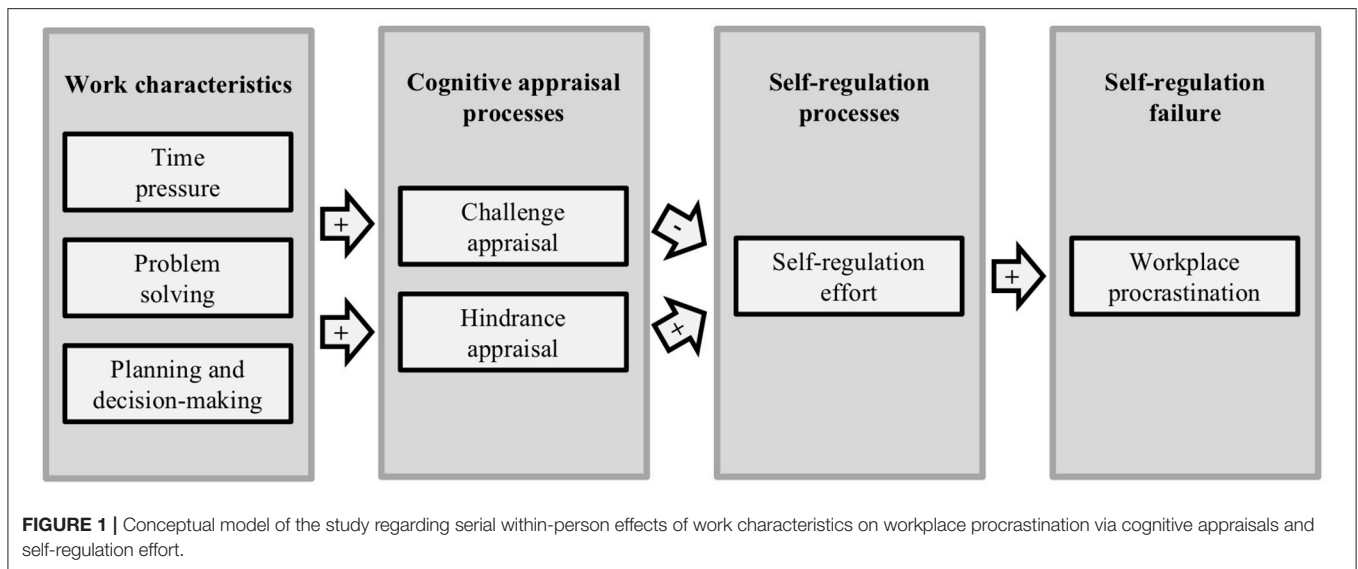 Work characteristics
Time
pressure
Problem
solving
Planning and
decision-making
+
+
Cognitive appraisal
processes
Challenge
appraisal
Hindrance
appraisal
-
+
Self-regulation
processes
Self-regulation
effort
+
Self-regulation
failure
Workplace
procrastination
FIGURE 1 | Conceptual model of the study regarding serial within-person effects of work characteristics on workplace procrastination via cognitive appraisals and
self-regulation effort.